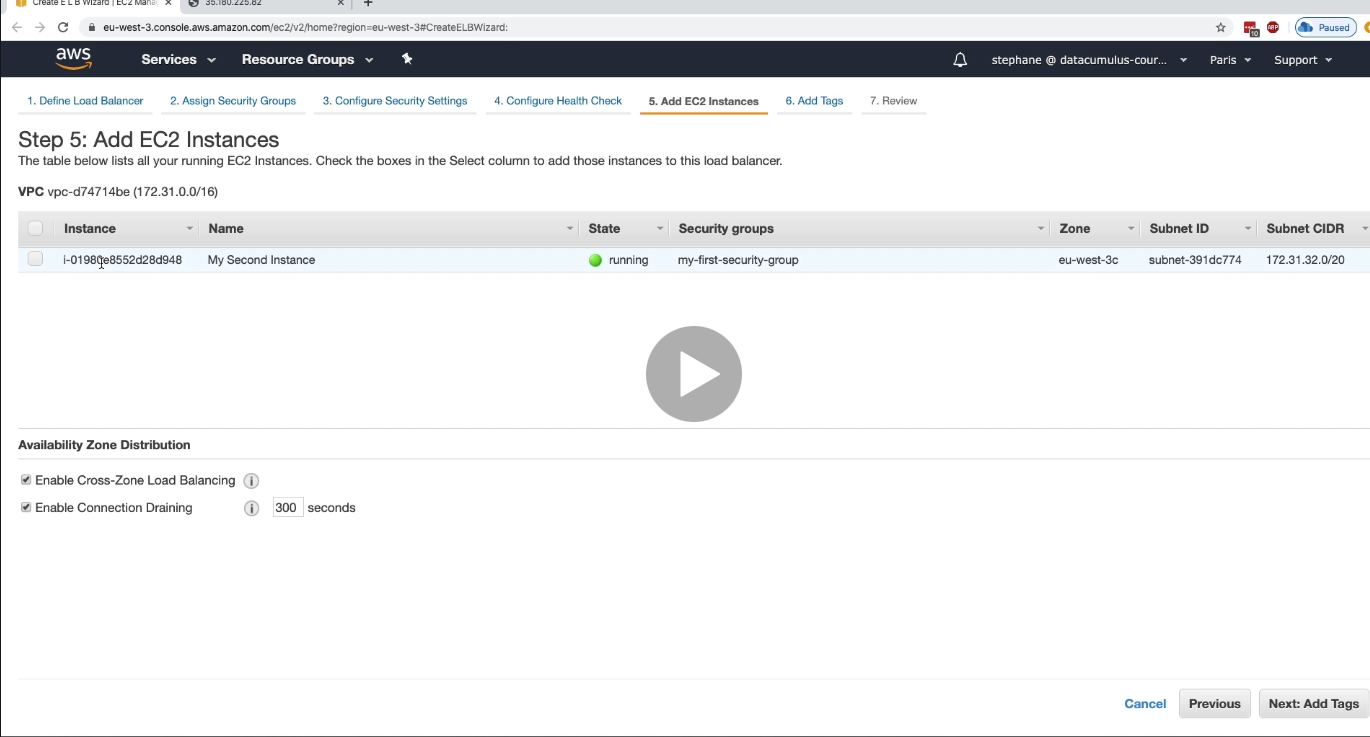 Create E L B Wizard | EC2 Mana
35.180.225.82
eu-west-3.console.aws.amazon.com/ec2/v2/home?region=eu-west-3#CreateELBWizard:
10
ABP
Paused
aws
Services
Resource Groups
stephane @ datacumulus-cour...
Paris
Support
1. Define Load Balancer
2. Assign Security Groups
3. Configure Security Settings
4. Configure Health Check
5. Add EC2 Instances
6. Add Tags
7. Review
Step 5: Add EC2 Instances
The table below lists all your running EC2 Instances. Check the boxes in the Select column to add those instances to this load balancer.
VPC vpc-d74714be (172.31.0.0/16)
Instance Name State Security groups Zone Subnet ID Subnet CIDR
i-01980e8552d28d948 My Second Instance running my-first-security-group eu-west-3c subnet-391dc774 172.31.32.0/20
Availability Zone Distribution
Enable Cross-Zone Load Balancing i
Enable Connection Draining i 300 seconds
Cancel
Previous
Next: Add Tags